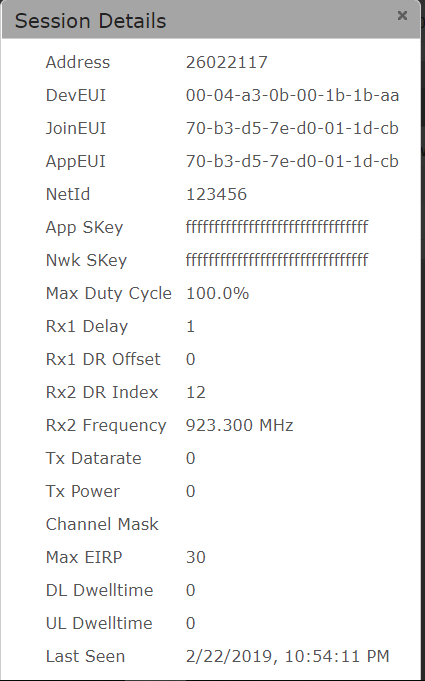 Session Details ×
Address 26022117
DevEUI 00-04-a3-0b-00-1b-1b-aa
JoinEUI 70-b3-d5-7e-d0-01-1d-cb
AppEUI 70-b3-d5-7e-d0-01-1d-cb
NetId 123456
App SKey ffffffffffffffffffffffffffffffff
Nwk SKey ffffffffffffffffffffffffffffffff
Max Duty Cycle 100.0%
Rx1 Delay 1
Rx1 DR Offset 0
Rx2 DR Index 12
Rx2 Frequency 923.300 MHz
Tx Datarate 0
Tx Power 0
Channel Mask
Max EIRP 30
DL Dwelltime 0
UL Dwelltime 0
Last Seen 2/22/2019, 10:54:11 PM